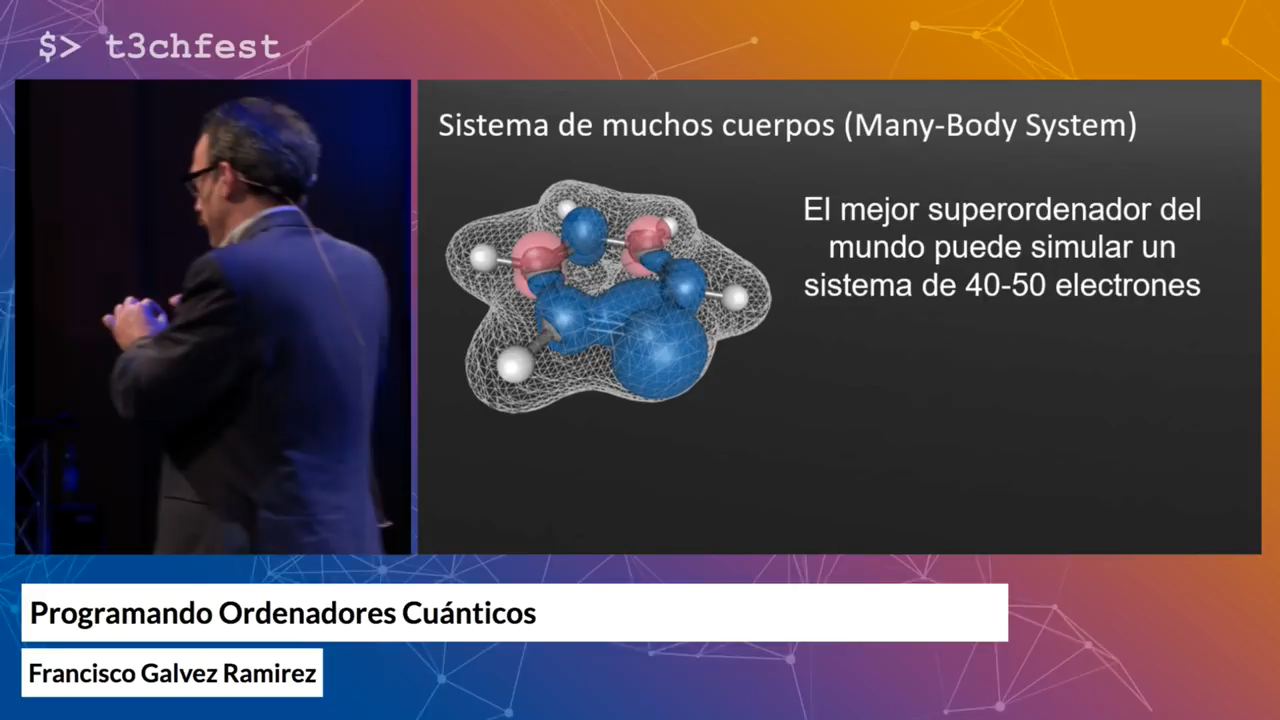 $> t3chfest
Sistema de muchos cuerpos (Many-Body System)
El mejor superordenador del
mundo puede simular un
sistema de 40-50 electrones
Programando Ordenadores Cuánticos
Francisco Galvez Ramirez